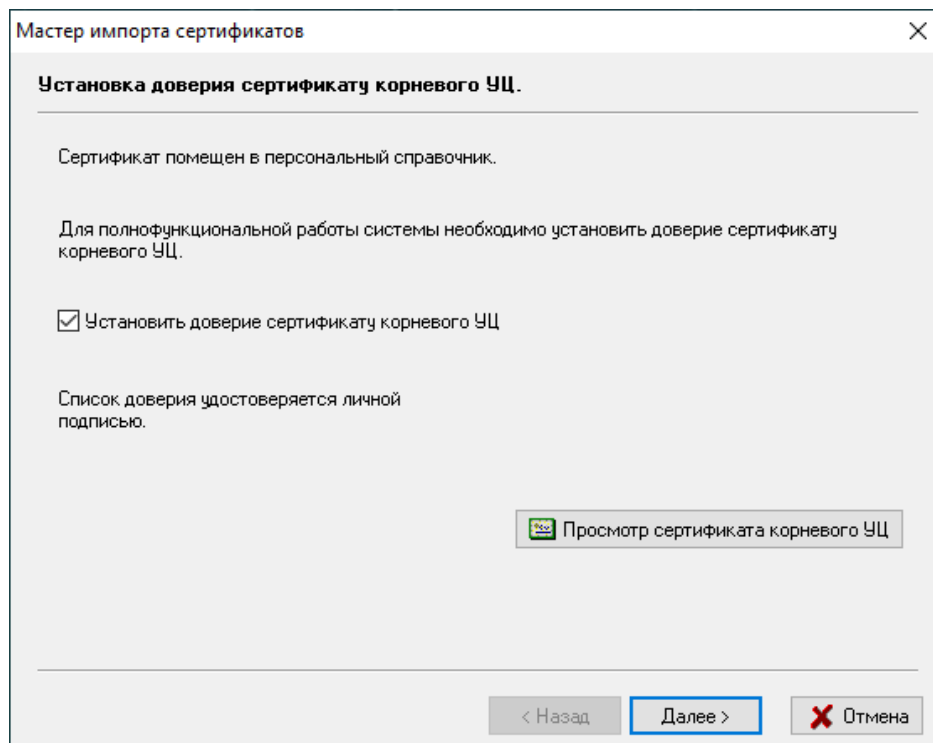 Мастер импорта сертификатов
Установка доверия сертификату корневого УЦ.
Сертификат помещен в персональный справочник.
Для полнофункциональной работы системы необходимо установить доверие сертификату
корневого УЦ.
Установить доверие сертификату корневого УЦ
Список доверия удостоверяется личной
подписью.
Просмотр сертификата корневого УЦ
< Назад
Далее >
Отмена